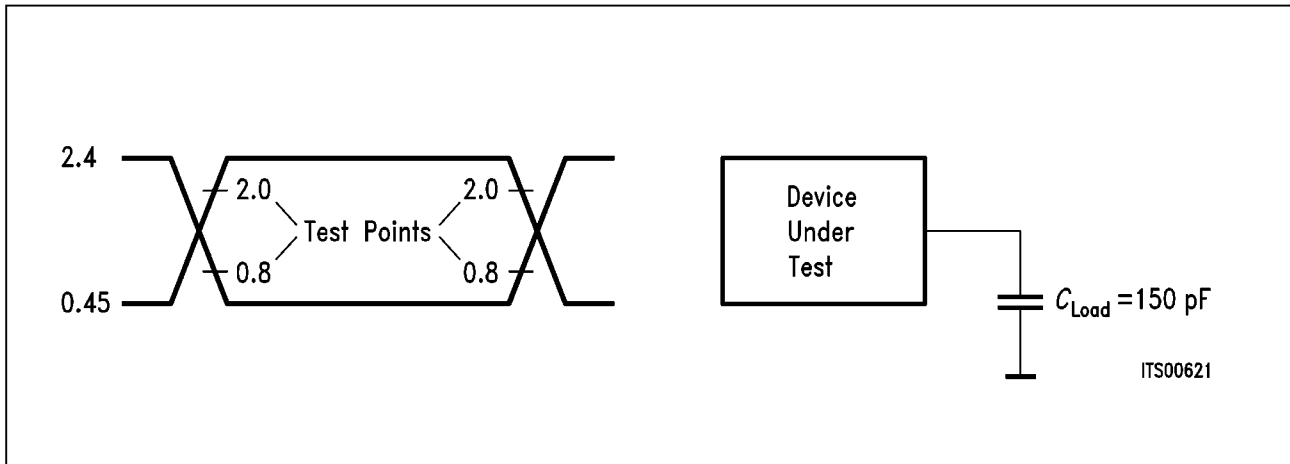 2.4
2.0
2.0
Test Points
0.8
0.8
0.45
Device
Under
Test
C_Load = 150 pF
ITS00621